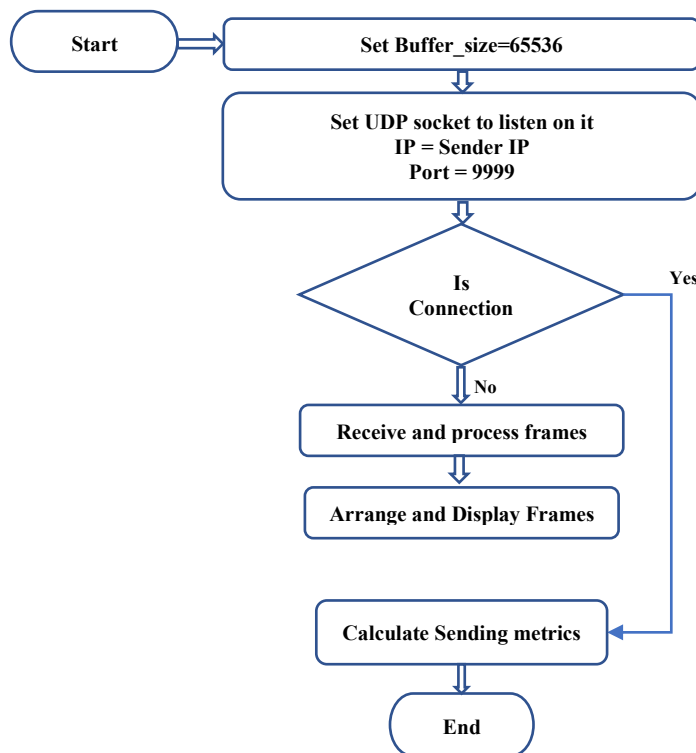 Start
Set Buffer_size=65536
Set UDP socket to listen on it
IP = Sender IP
Port = 9999
Is
Connection
Yes
No
Receive and process frames
Arrange and Display Frames
Calculate Sending metrics
End